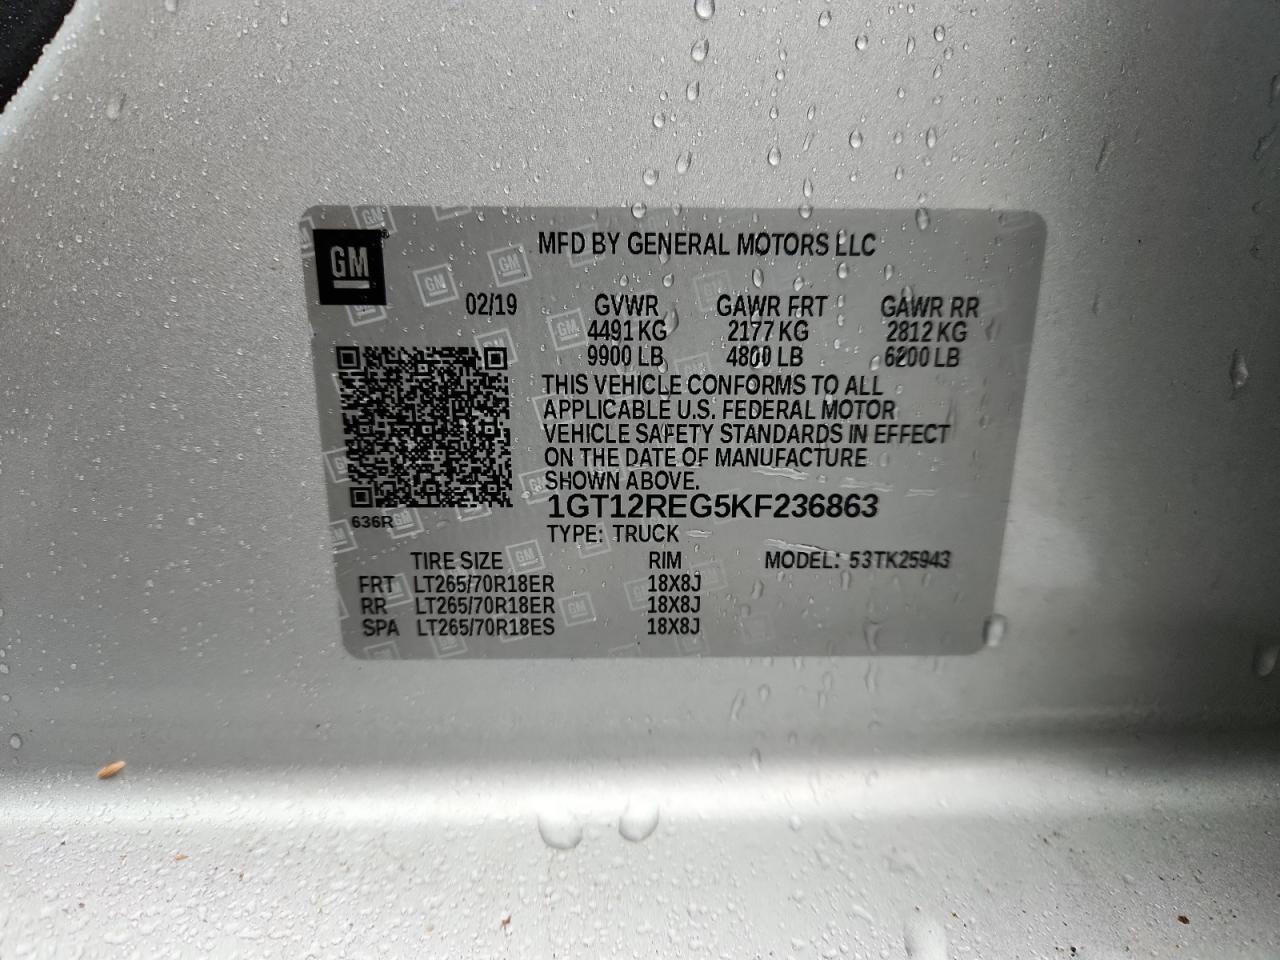 GM
MFD BY GENERAL MOTORS LLC
02/19 GVWR GAWR FRT GAWR RR
4491 KG 2177 KG 2812 KG
9900 LB 4800 LB 6200 LB
THIS VEHICLE CONFORMS TO ALL
APPLICABLE U.S. FEDERAL MOTOR
VEHICLE SAFETY STANDARDS IN EFFECT
ON THE DATE OF MANUFACTURE
SHOWN ABOVE.
1GT12REG5KF236863
636R
TYPE: TRUCK
TIRE SIZE RIM MODEL: 53TK25943
FRT LT265/70R18ER 18X8J
RR LT265/70R18ER 18X8J
SPA LT265/70R18ES 18X8J